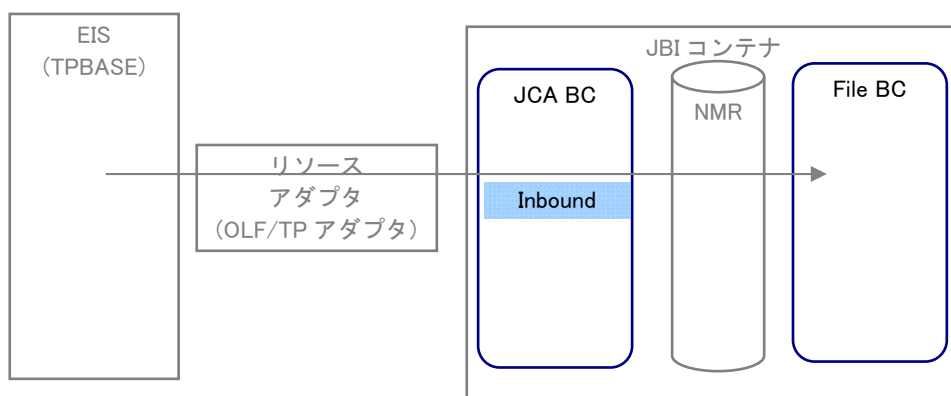 EIS
(TPBASE)
リソース
アダプタ
(OLF/TP アダプタ)
JBI コンテナ
JCA BC
Inbound
NMR
File BC